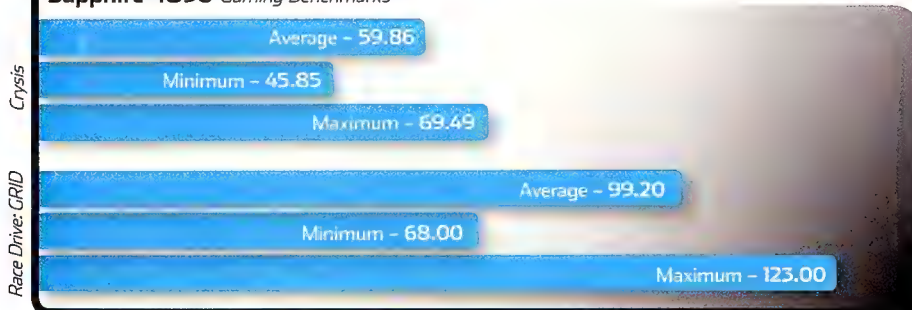 Sapphire 4890 Gaming Benchmarks
Crysis
Average – 59.86
Minimum – 45.85
Maximum – 69.49
Race Drive: GRID
Average – 99.20
Minimum – 68.00
Maximum – 123.00